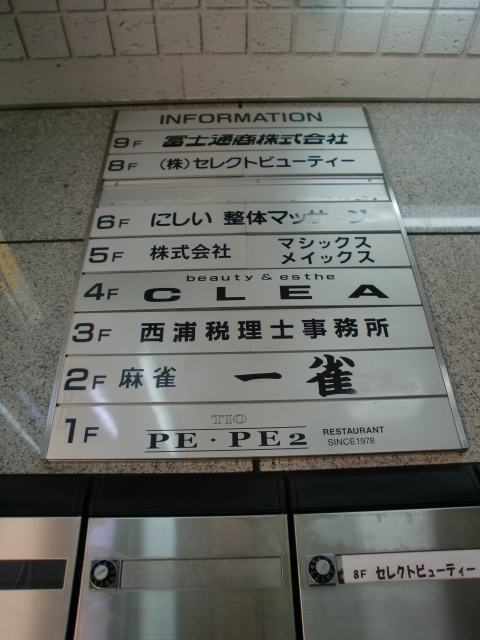 INFORMATION
9F 冨士通商株式会社
8F (株)セレクトビューティー
6F にしい 整体マッサージ
5F 株式会社 マシックス
メイックス
beauty & esthe
4F CLEA
3F 西浦税理士事務所
2F 麻雀 一雀
TIO
1F PE・PE2 RESTAURANT
SINCE1978
8F セレクトビューティー